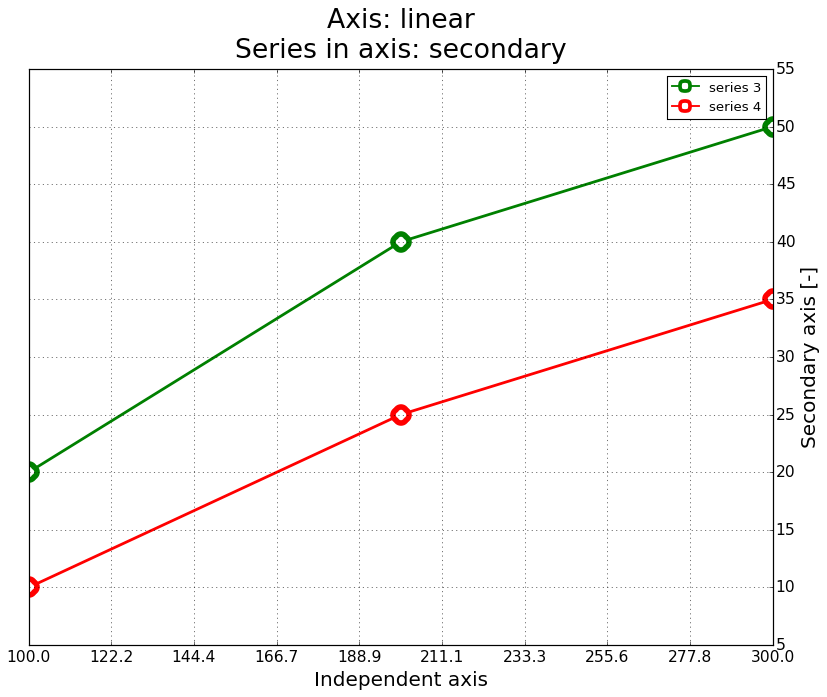 Axis: linear
Series in axis: secondary
series 3
series 4
55
50
45
40
35
30
25
20
15
10
5
Secondary axis [-]
100.0 122.2 144.4 166.7 188.9 211.1 233.3 255.6 277.8 300.0
Independent axis